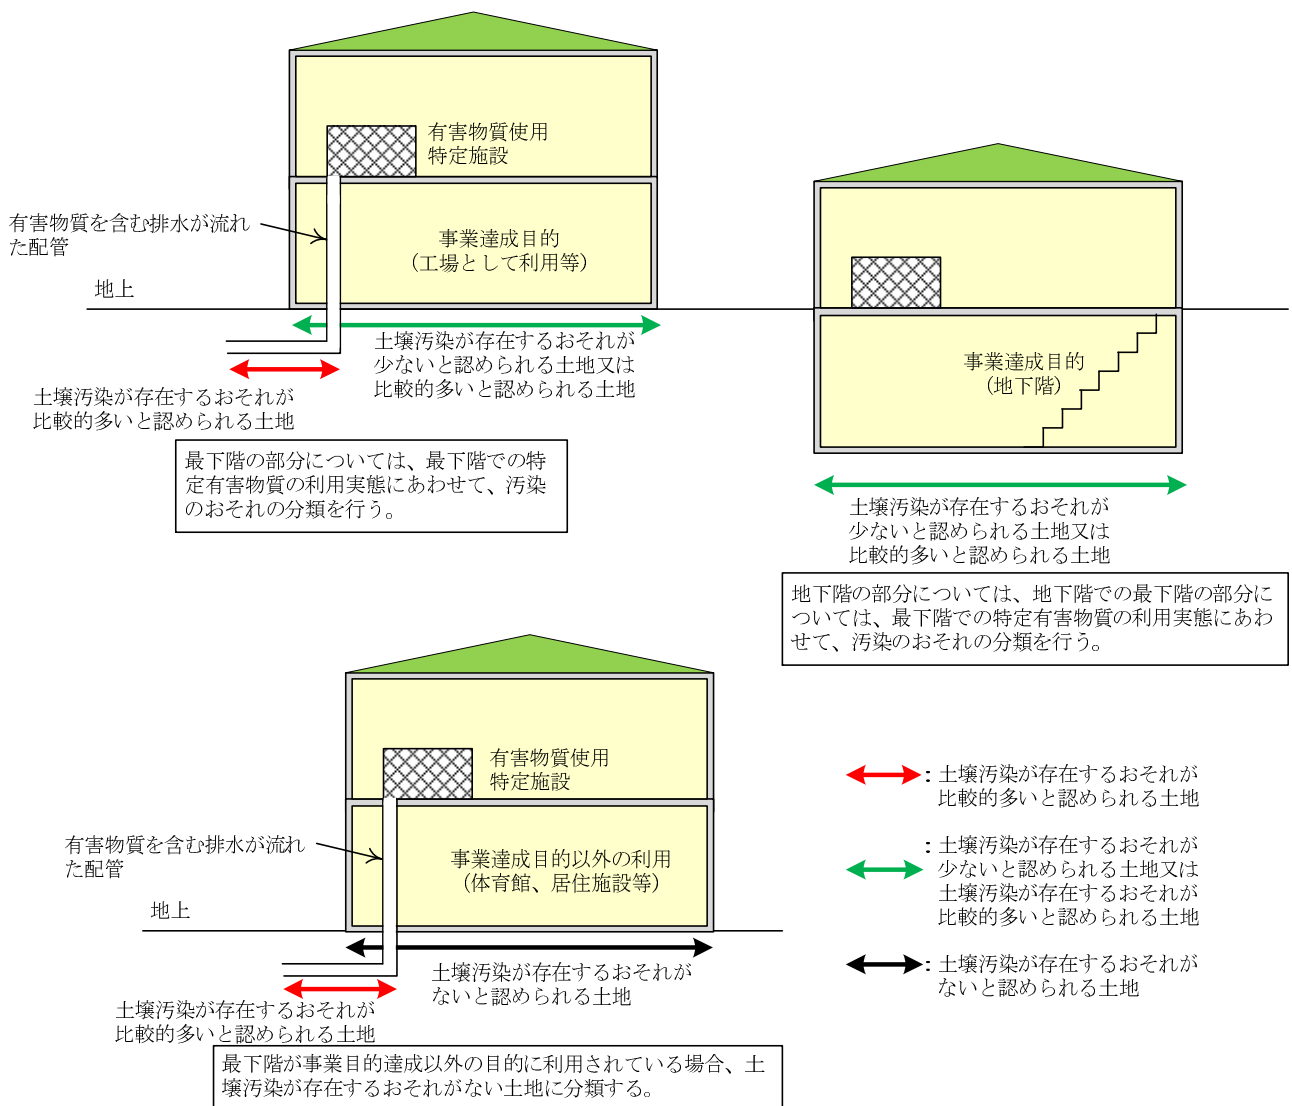 有害物質使用
特定施設
有害物質を含む排水が流れ
た配管
事業達成目的
（工場として利用等）
地上
土壌汚染が存在するおそれが
少ないと認められる土地又は
比較的多いと認められる土地
土壌汚染が存在するおそれが
比較的多いと認められる土地
最下階の部分については、最下階での特
定有害物質の利用実態にあわせて、汚染
のおそれの分類を行う。
事業達成目的
（地下階）
土壌汚染が存在するおそれが
少ないと認められる土地又は
比較的多いと認められる土地
地下階の部分については、地下階での最下階の部分に
ついては、最下階での特定有害物質の利用実態にあわ
せて、汚染のおそれの分類を行う。
有害物質使用
特定施設
有害物質を含む排水が流れ
た配管
事業達成目的以外の利用
（体育館、居住施設等）
地上
土壌汚染が存在するおそれが
ないと認められる土地
土壌汚染が存在するおそれが
比較的多いと認められる土地
最下階が事業目的達成以外の目的に利用されている場合、土
壌汚染が存在するおそれがない土地に分類する。
：土壌汚染が存在するおそれが
比較的多いと認められる土地
：土壌汚染が存在するおそれが
少ないと認められる土地又は
土壌汚染が存在するおそれが
比較的多いと認められる土地
：土壌汚染が存在するおそれが
ないと認められる土地